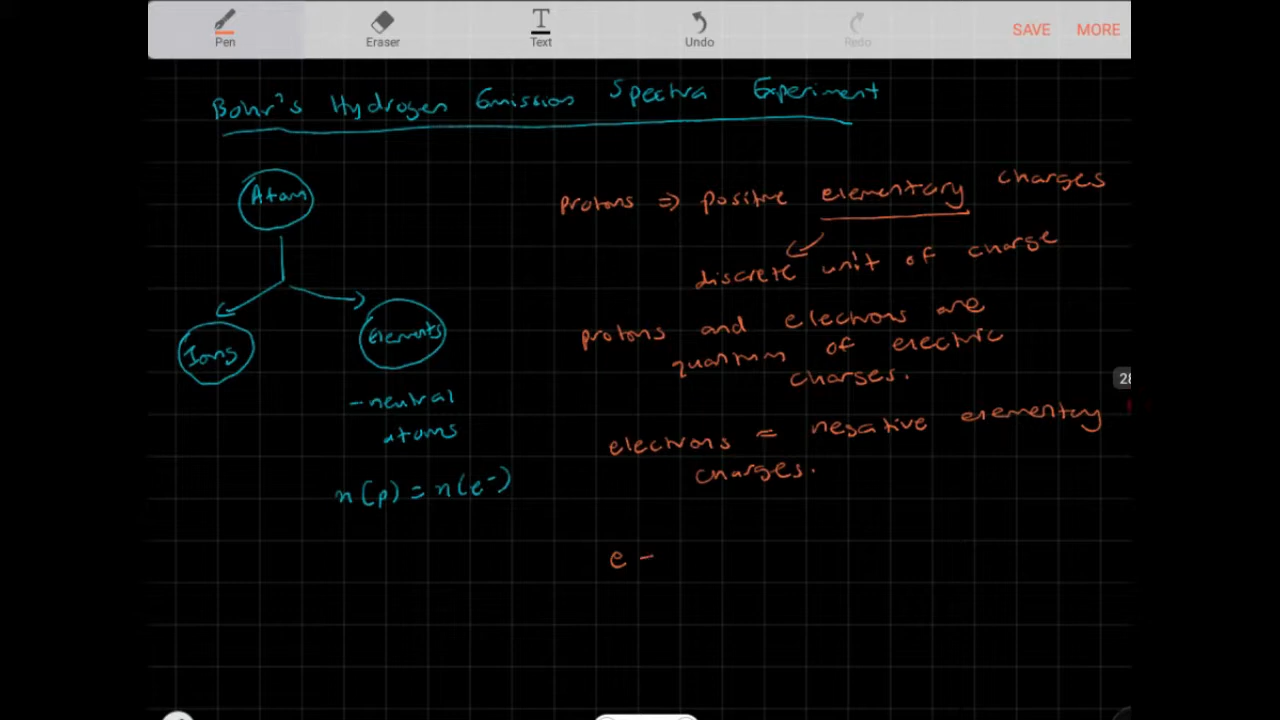 Pen
Eraser
Text
Undo
Redo
SAVE
MORE
Bohr's Hydrogen Emission Spectra Experiment
Atom
Ions
Elements
- neutral
atoms
n(p) = n(e-)
protons => positive elementary charges
discrete unit of charge
protons and electrons are
quantum of electric
charges.
electrons = negative elementary
charges.
e -
28